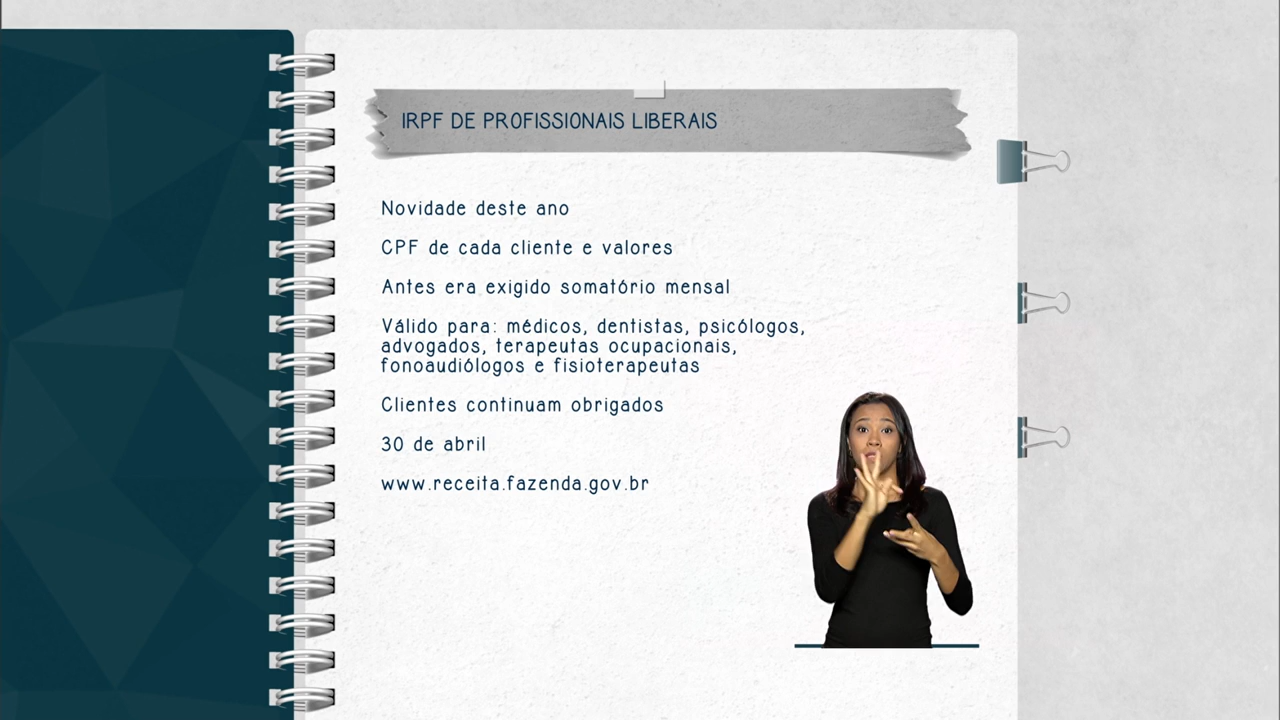 IRPF DE PROFISSIONAIS LIBERAIS
Novidade deste ano
CPF de cada cliente e valores
Antes era exigido somatório mensal
Válido para: médicos, dentistas, psicólogos,
advogados, terapeutas ocupacionais,
fonoaudiólogos e fisioterapeutas
Clientes continuam obrigados
30 de abril
www.receita.fazenda.gov.br